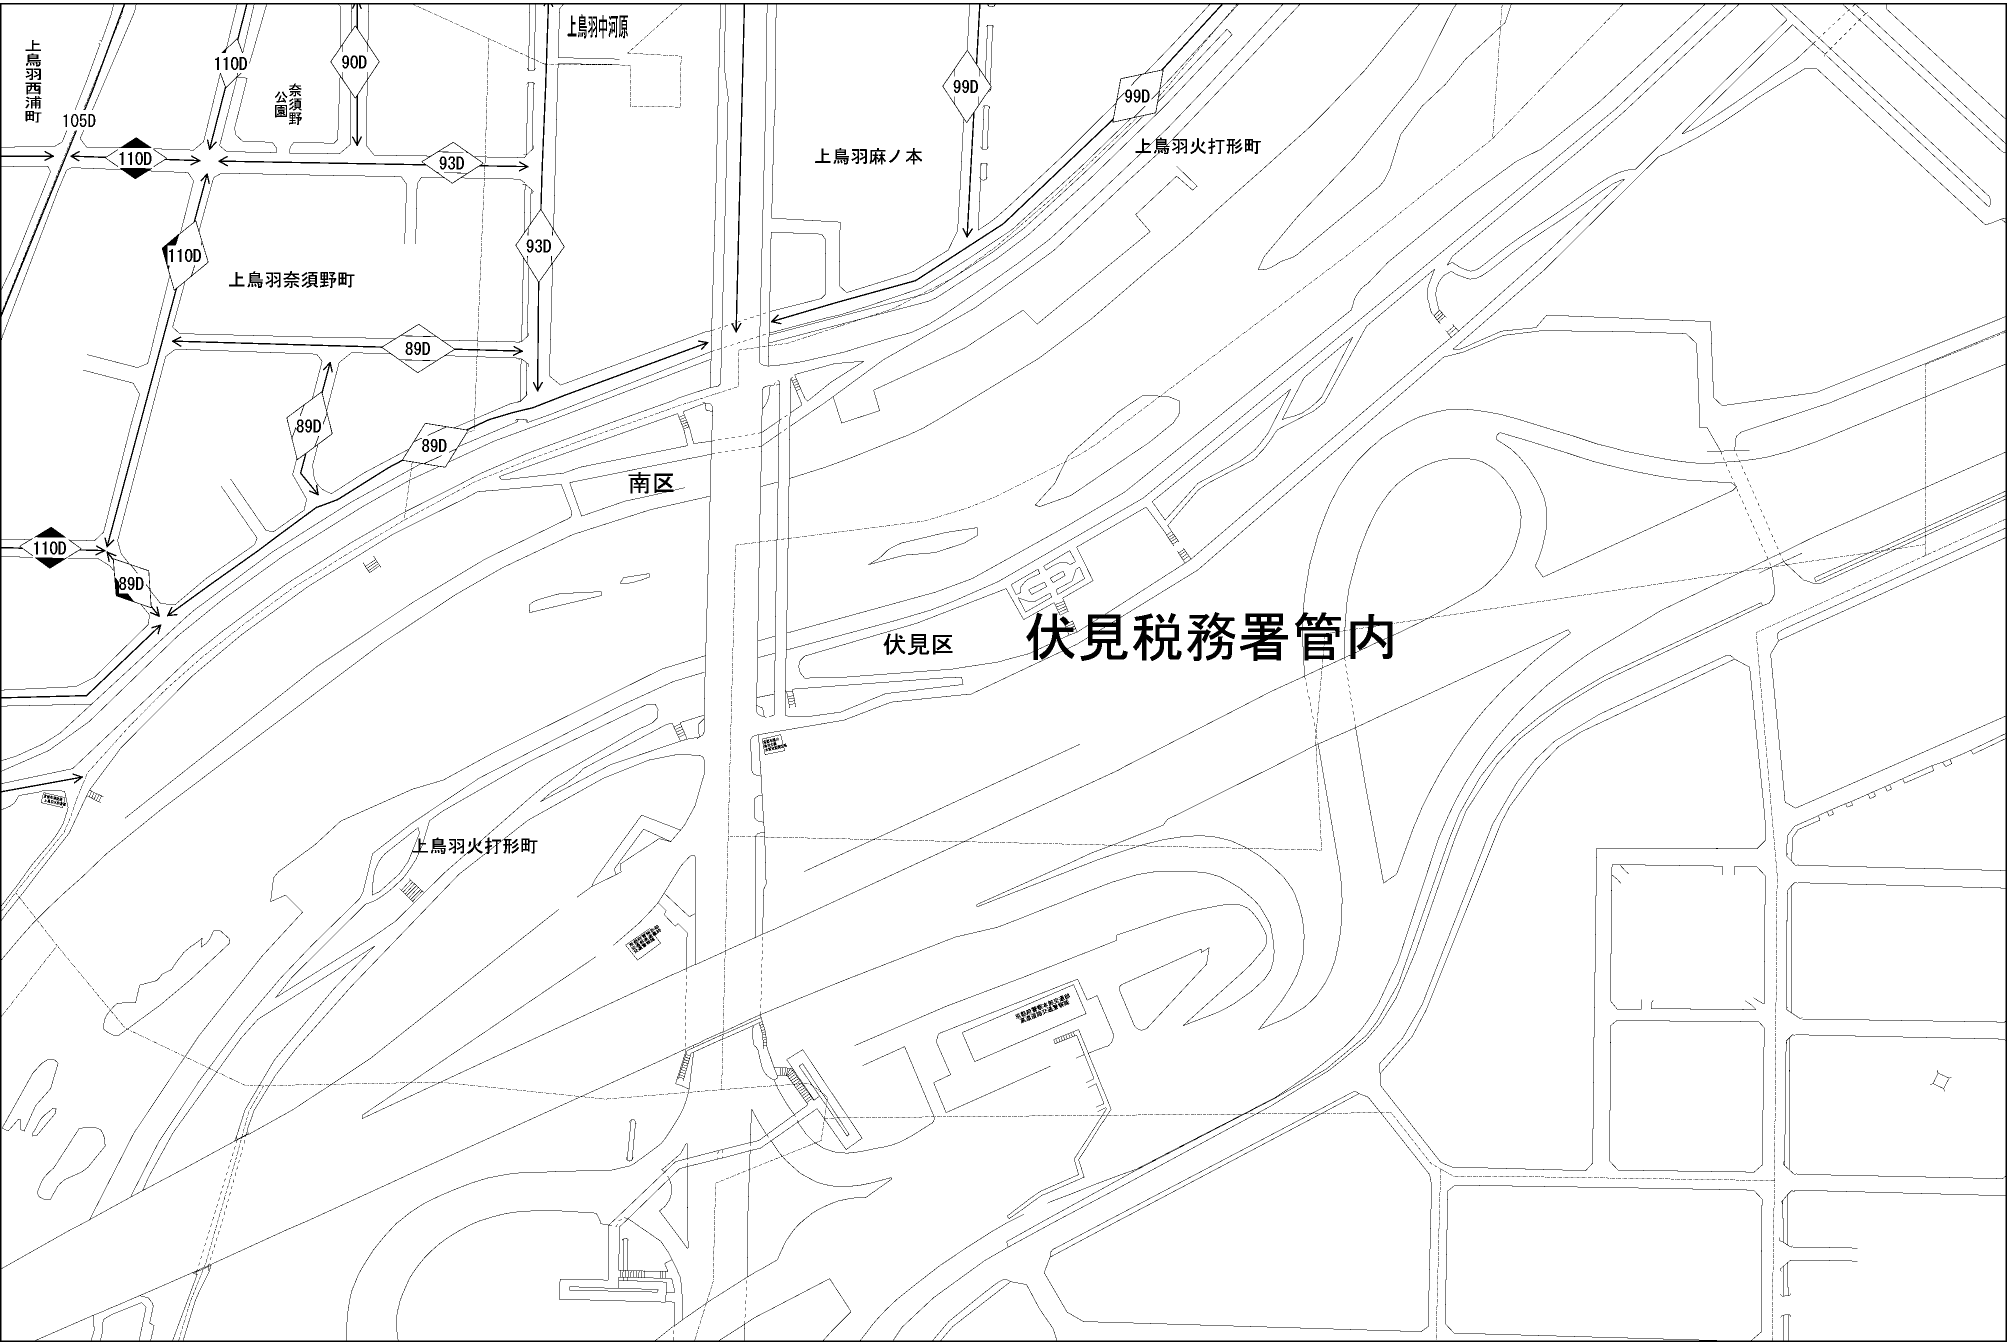 上鳥羽中河原
上鳥羽西浦町
110D
90D
99D
99D
奈須野
公園
105D
110D
93D
上鳥羽麻ノ本
上鳥羽火打形町
110D
93D
上鳥羽奈須野町
89D
89D
89D
南区
110D
89D
伏見区
伏見税務署管内
上鳥羽火打形町